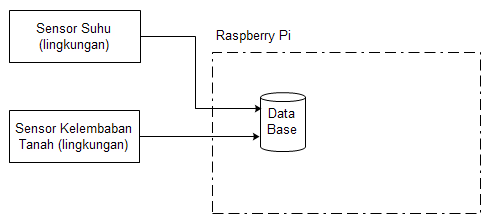 Sensor Suhu
(lingkungan)
Raspberry Pi
Data
Base
Sensor Kelembaban
Tanah (lingkungan)